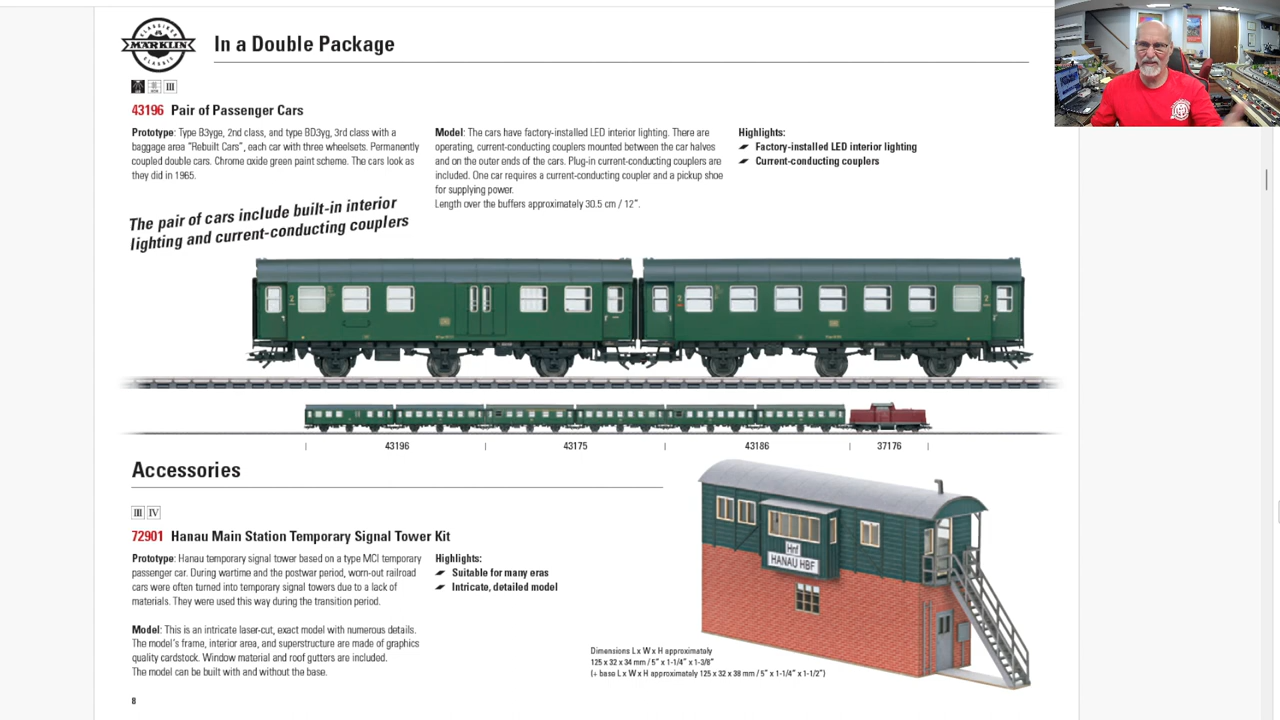 CLASSIQUE
MÄRKLIN
CLASSIC
In a Double Package
III
43196 Pair of Passenger Cars
Prototype: Type B3yge, 2nd class, and type BD3yg, 3rd class with a
baggage area "Rebuilt Cars", each car with three wheelsets. Permanently
coupled double cars. Chrome oxide green paint scheme. The cars look as
they did in 1965.
Model: The cars have factory-installed LED interior lighting. There are
operating, current-conducting couplers mounted between the car halves
and on the outer ends of the cars. Plug-in current-conducting couplers are
included. One car requires a current-conducting coupler and a pickup shoe
for supplying power.
Length over the buffers approximately 30.5 cm / 12".
Highlights:
Factory-installed LED interior lighting
Current-conducting couplers
The pair of cars include built-in interior
lighting and current-conducting couplers
2 2 2
43196 43175 43186 37176
Accessories
III IV
72901 Hanau Main Station Temporary Signal Tower Kit
Prototype: Hanau temporary signal tower based on a type MCI temporary
passenger car. During wartime and the postwar period, worn-out railroad
cars were often turned into temporary signal towers due to a lack of
materials. They were used this way during the transition period.
Model: This is an intricate laser-cut, exact model with numerous details.
The model's frame, interior area, and superstructure are made of graphics
quality cardstock. Window material and roof gutters are included.
The model can be built with and without the base.
Highlights:
Suitable for many eras
Intricate, detailed model
Hnf
HANAU HBF
Dimensions L x W x H approximately
125 x 32 x 34 mm / 5" x 1-1/4" x 1-3/8"
(+ base L x W x H approximately 125 x 32 x 38 mm / 5" x 1-1/4" x 1-1/2")
8